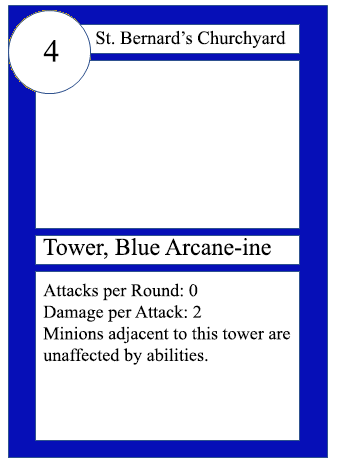 4
St. Bernard’s Churchyard
Tower, Blue Arcane-ine
Attacks per Round: 0
Damage per Attack: 2
Minions adjacent to this tower are
unaffected by abilities.